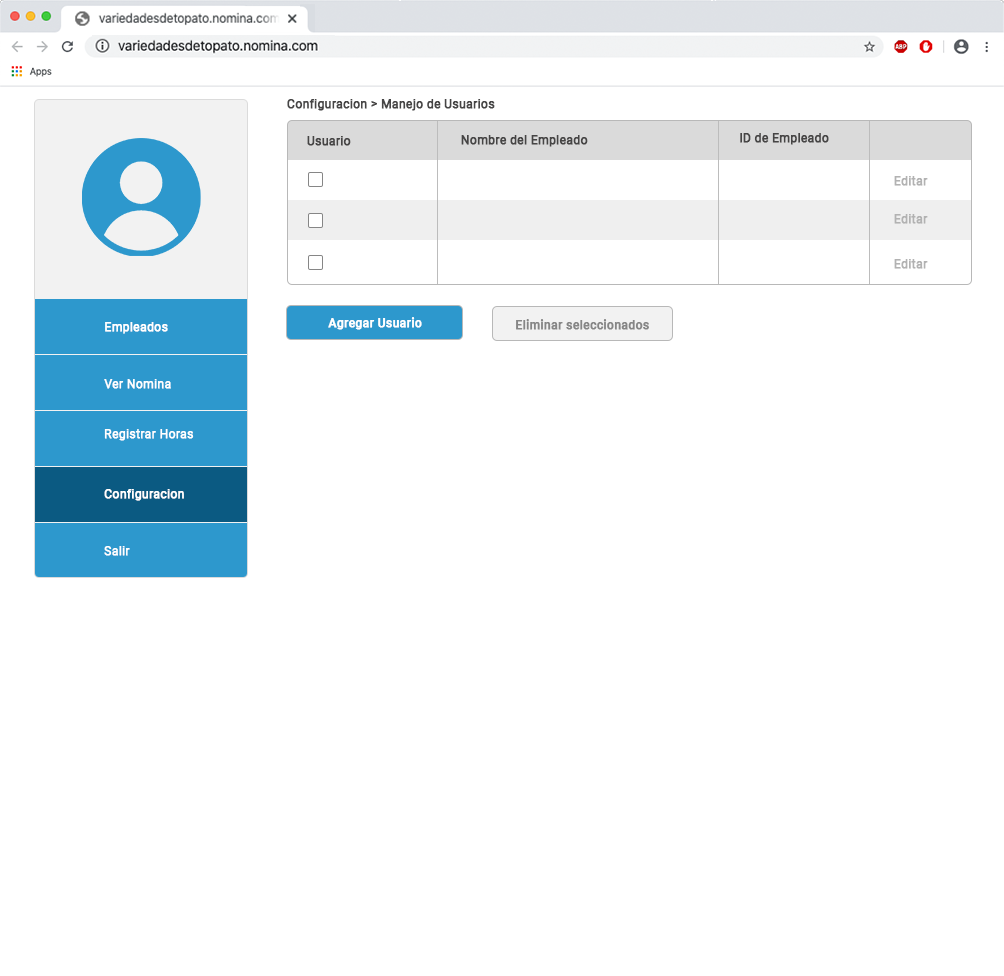 variedadesdetopato.nomina.com
variedadesdetopato.nomina.com
ABP
Apps
Configuracion > Manejo de Usuarios
Usuario Nombre del Empleado ID de Empleado
Editar
Editar
Editar
Agregar Usuario Eliminar seleccionados
Empleados
Ver Nomina
Registrar Horas
Configuracion
Salir